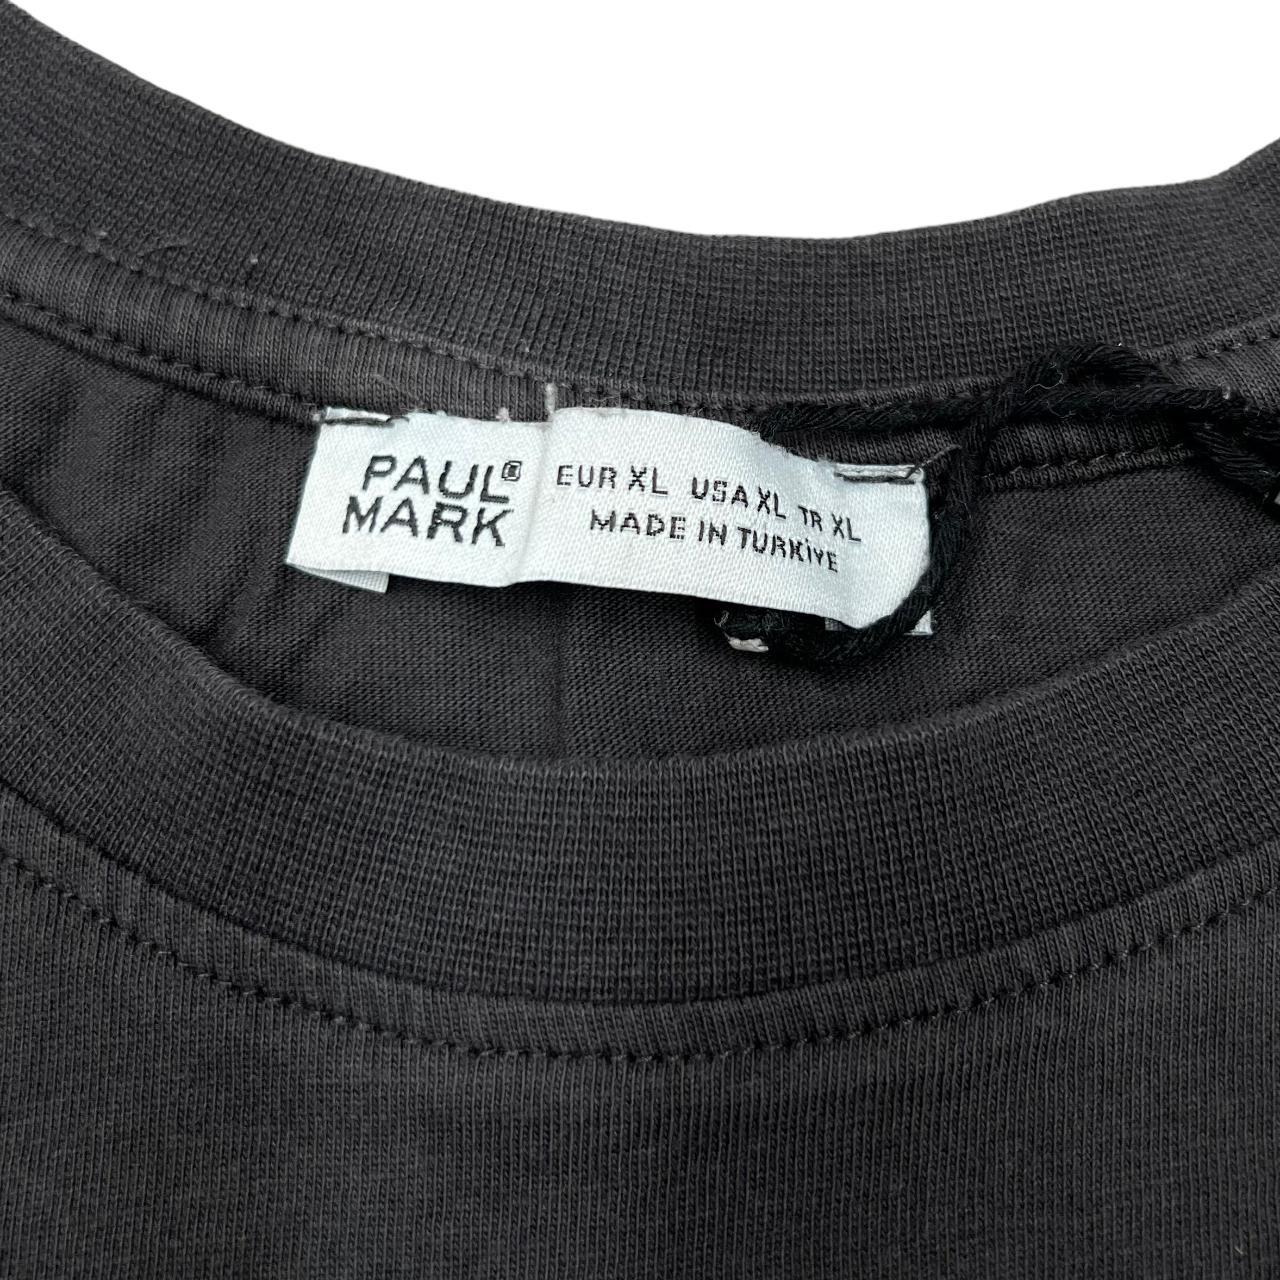 PAUL®
MARK
EUR XL USA XL TR XL
MADE IN TURKİYE